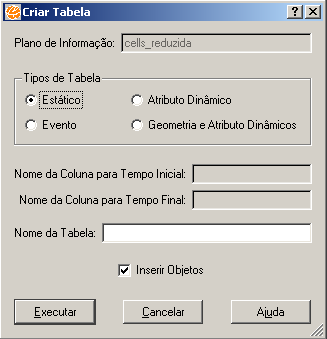 Criar Tabela
Plano de Informação: cells_reduzida
Tipos de Tabela
Estático Atributo Dinâmico
Evento Geometria e Atributo Dinâmicos
Nome da Coluna para Tempo Inicial:
Nome da Coluna para Tempo Final:
Nome da Tabela:
Inserir Objetos
Executar Cancelar Ajuda